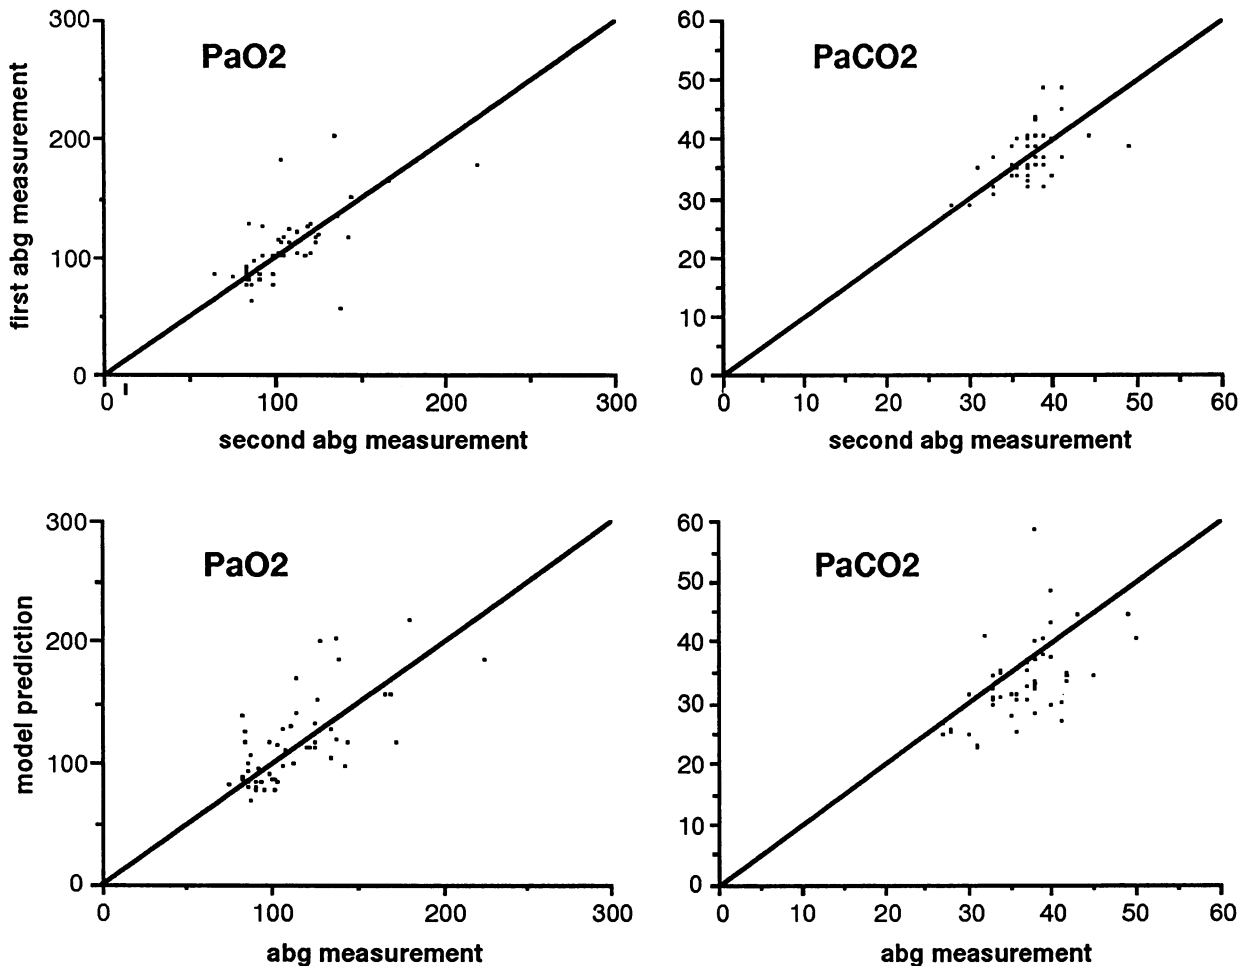 PaO2
first abg measurement
300
200
100
0
0 100 200 300
second abg measurement
PaCO2
60
50
40
30
20
10
0
0 10 20 30 40 50 60
second abg measurement
PaO2
model prediction
300
200
100
0
0 100 200 300
abg measurement
PaCO2
60
50
40
30
20
10
0
0 10 20 30 40 50 60
abg measurement